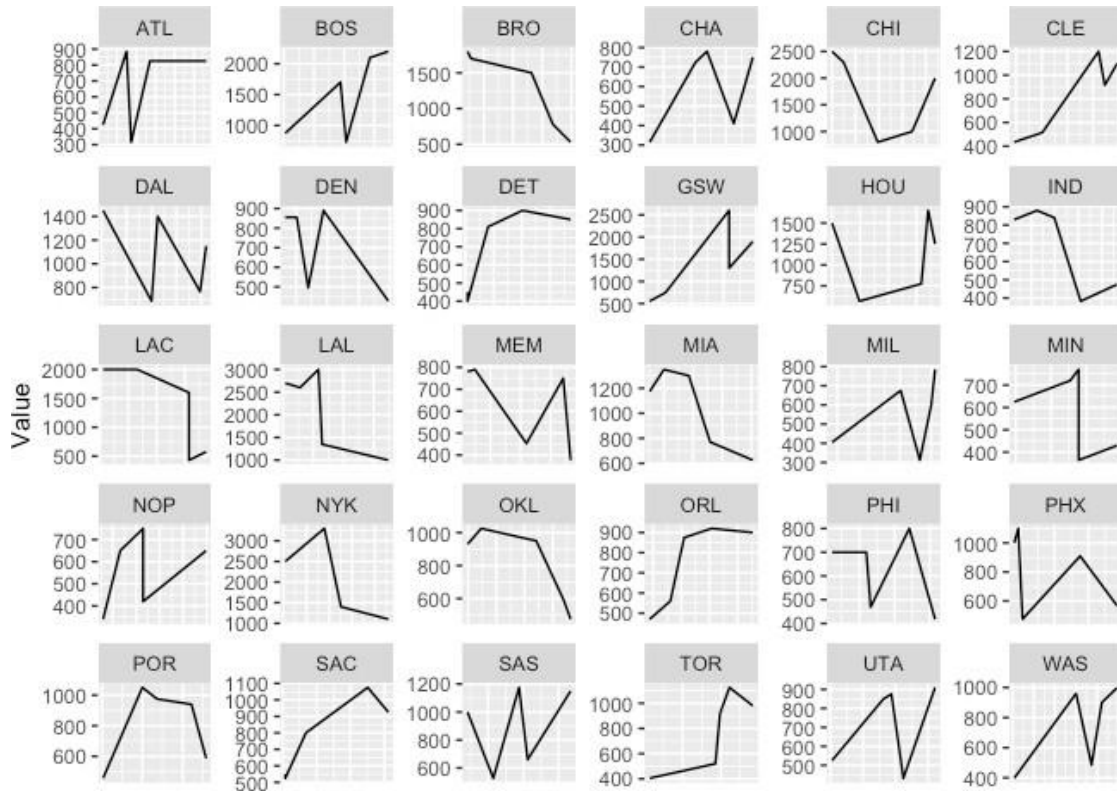 ATL BOS BRO CHA CHI CLE
900 800 700 600 500 400 300
2000 1500 1000
1500 1000 500
800 700 600 500 400 300
2500 2000 1500 1000
1200 1000 800 600 400
DAL DEN DET GSW HOU IND
1400 1200 1000 800
900 800 700 600 500
900 800 700 600 500 400
2500 2000 1500 1000 500
1500 1250 1000 750
900 800 700 600 500 400
Value
LAC LAL MEM MIA MIL MIN
2000 1500 1000 500
3000 2500 2000 1500 1000
800 700 600 500 400
1200 1000 800 600
800 700 600 500 400 300
700 600 500 400
NOP NYK OKL ORL PHI PHX
700 600 500 400
3000 2500 2000 1500 1000
1000 800 600
900 800 700 600 500
800 700 600 500 400
1000 800 600
POR SAC SAS TOR UTA WAS
1000 800 600
1100 1000 900 800 700 600 500
1200 1000 800 600
1000 800 600 400
900 800 700 600 500
1000 800 600 400